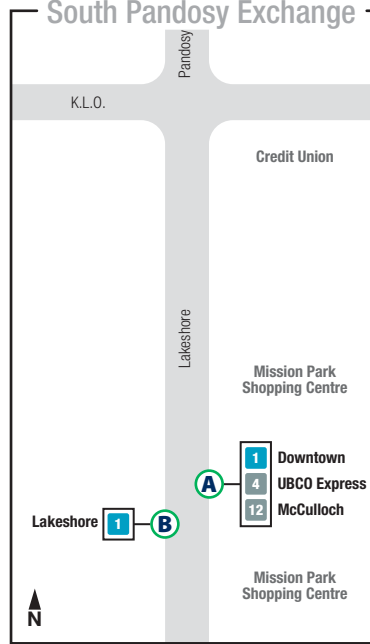 South Pandosy Exchange
Pandosy
K.L.O.
Credit Union
Lakeshore
Mission Park
Shopping Centre
1 Downtown
A 4 UBCO Express
12 McCulloch
Lakeshore 1 B
Mission Park
Shopping Centre
N